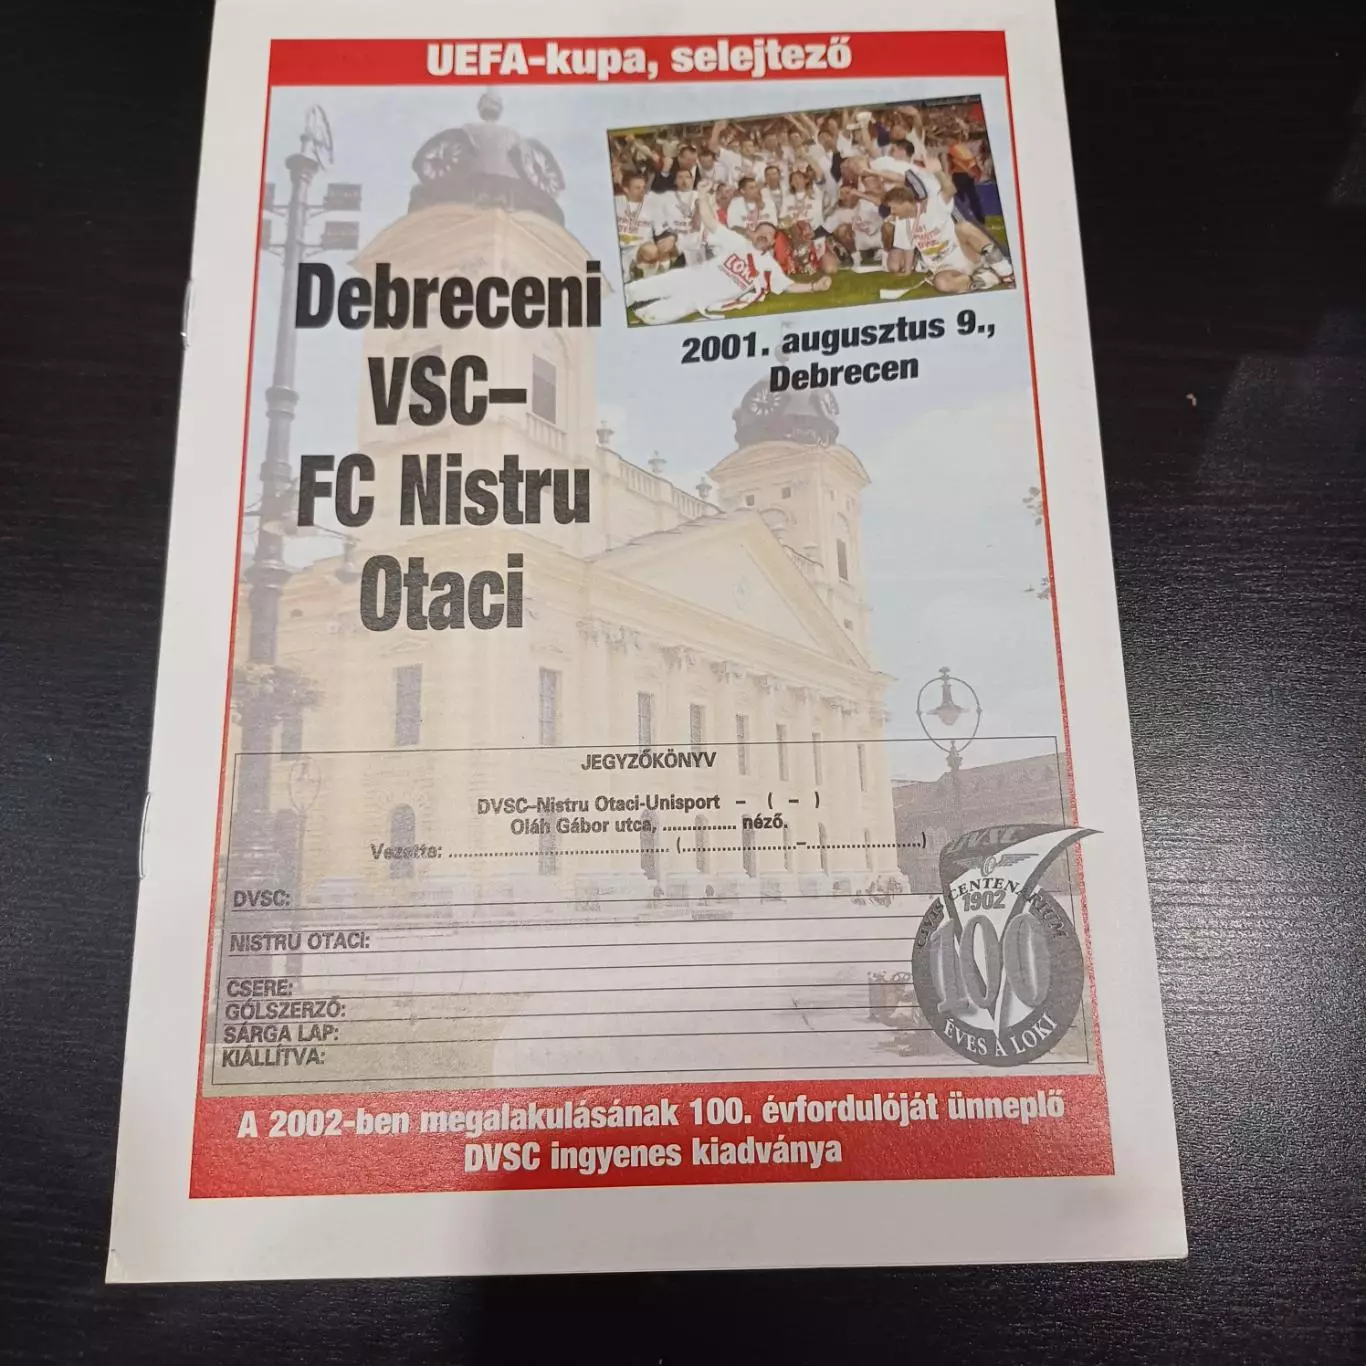 UEFA-kupa, selejtező
Debreceni
VSC–
FC Nistru
Otaci
LOKI
2001. augusztus 9.,
Debrecen
JEGYZŐKÖNYV
DVSC–Nistru Otaci-Unisport - ( - )
Oláh Gábor utca, ............... néző.
Vezette: ............................................. (.......................–.......................)
DVSC:
NISTRU OTACI:
CSERE:
GÓLSZERZŐ:
SÁRGA LAP:
KIÁLLÍTVA:
CENTENÁRIUM
1902
100
ÉVES A LOKI
A 2002-ben megalakulásának 100. évfordulóját ünneplő
DVSC ingyenes kiadványa